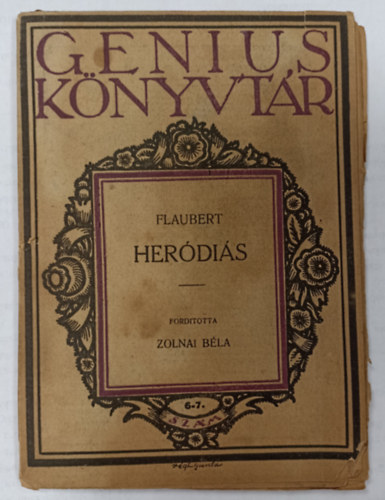 GENIUS
KÖNYVTÁR
FLAUBERT
HERÓDIÁS
FORDITOTTA
ZOLNAI BÉLA
6-7.
SZÁM